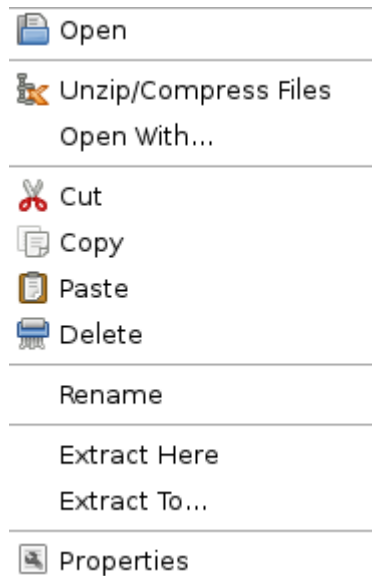 Open
Unzip/Compress Files
Open With...
Cut
Copy
Paste
Delete
Rename
Extract Here
Extract To...
Properties